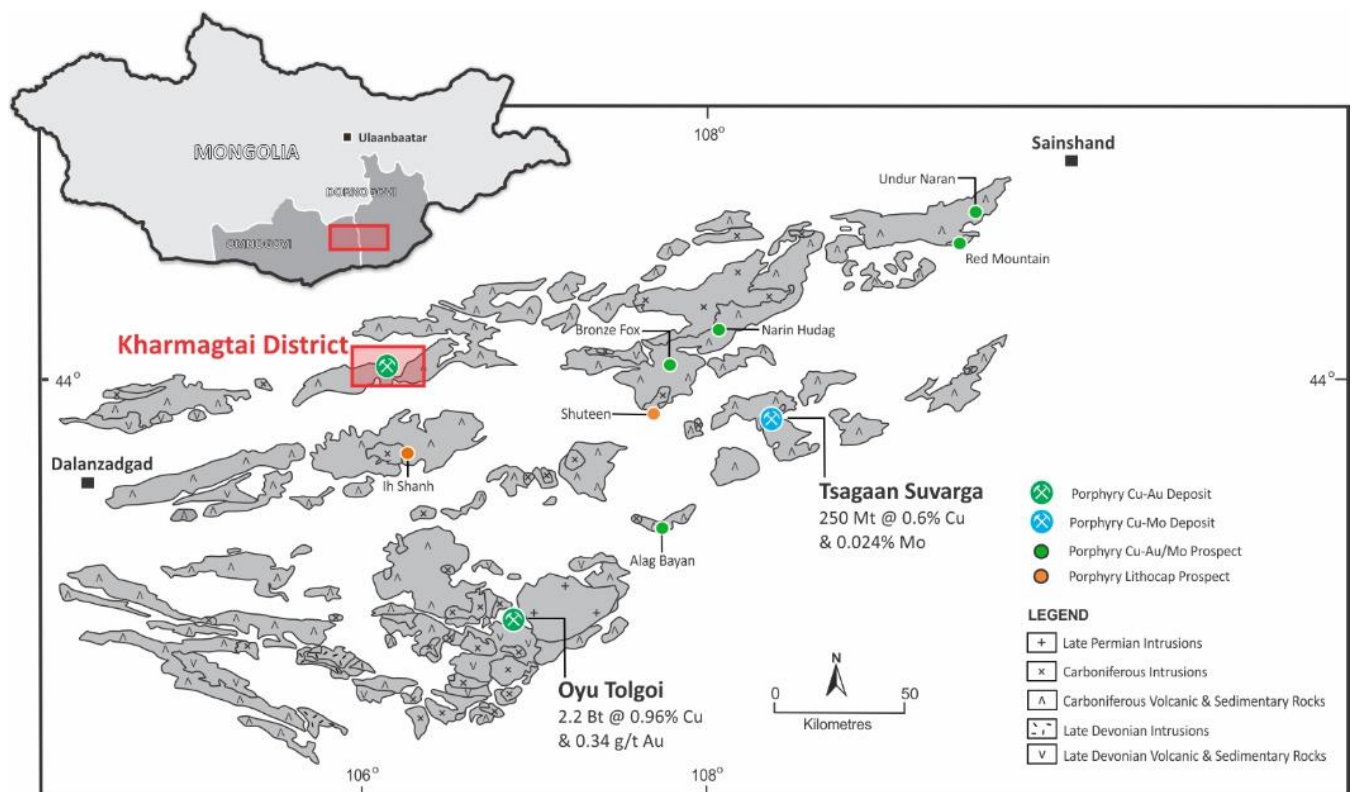 MONGOLIA
Ulaanbaatar
DORNOGOVI
OMNOGOVI
108°
Sainshand
Undur Naran
Red Mountain
Bronze Fox
Narin Hudag
Kharmagtai District
44°
44°
Shuteen
Dalanzadgad
Ih Shanh
Tsagaan Suvarga
250 Mt @ 0.6% Cu
& 0.024% Mo
Alag Bayan
Oyu Tolgoi
2.2 Bt @ 0.96% Cu
& 0.34 g/t Au
Porphyry Cu-Au Deposit
Porphyry Cu-Mo Deposit
Porphyry Cu-Au/Mo Prospect
Porphyry Lithocap Prospect
LEGEND
Late Permian Intrusions
Carboniferous Intrusions
Carboniferous Volcanic & Sedimentary Rocks
Late Devonian Intrusions
Late Devonian Volcanic & Sedimentary Rocks
N
0 50
Kilometres
106°
108°